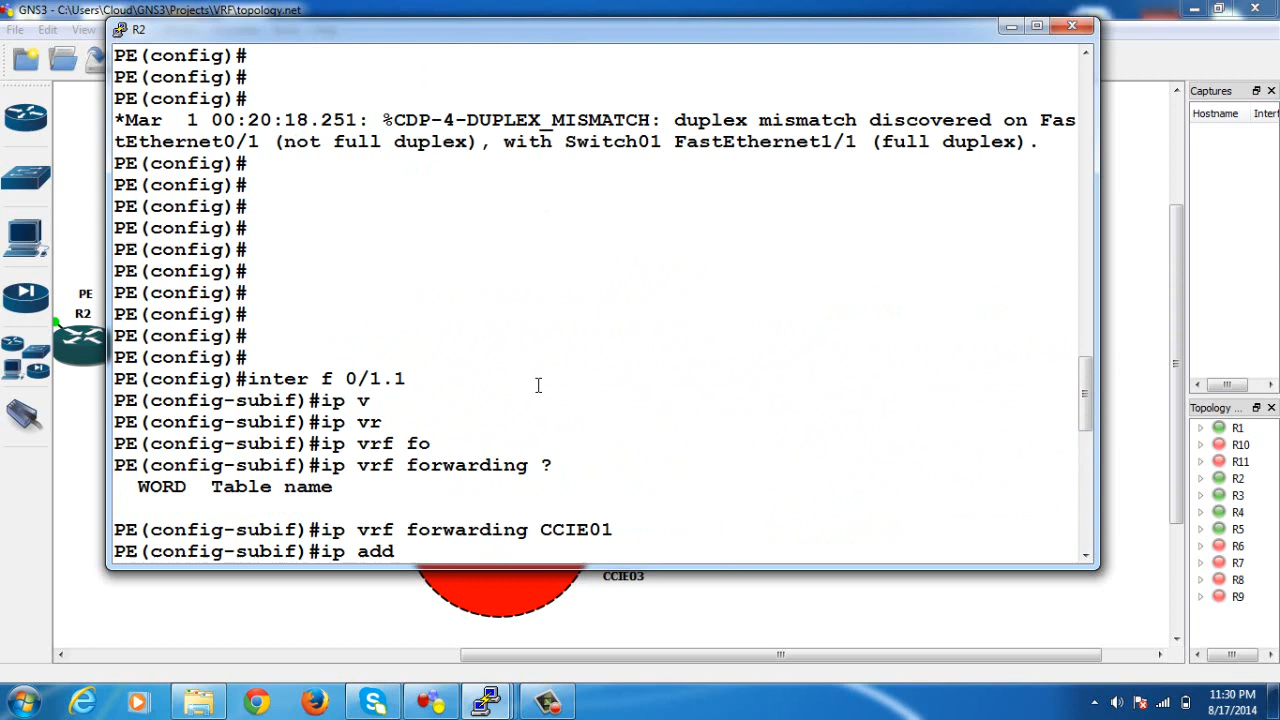 GNS3 - C:\Users\Cloud\GNS3\Projects\VRF\topology.net
File Edit View
R2
PE(config)#
PE(config)#
PE(config)#
*Mar  1 00:20:18.251: %CDP-4-DUPLEX_MISMATCH: duplex mismatch discovered on Fas
tEthernet0/1 (not full duplex), with Switch01 FastEthernet1/1 (full duplex).
PE(config)#
PE(config)#
PE(config)#
PE(config)#
PE(config)#
PE(config)#
PE(config)#
PE(config)#
PE(config)#
PE(config)#
PE(config)#inter f 0/1.1
PE(config-subif)#ip v
PE(config-subif)#ip vr
PE(config-subif)#ip vrf fo
PE(config-subif)#ip vrf forwarding ?
  WORD  Table name
PE(config-subif)#ip vrf forwarding CCIE01
PE(config-subif)#ip add
PE
R2
CCIE03
Captures
Hostname Interf
Topology ...
R1
R10
R11
R2
R3
R4
R5
R6
R7
R8
R9
11:30 PM
8/17/2014